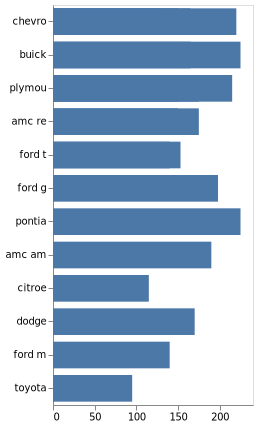 chevro
buick
plymou
amc re
ford t
ford g
pontia
amc am
citroe
dodge
ford m
toyota
0 50 100 150 200